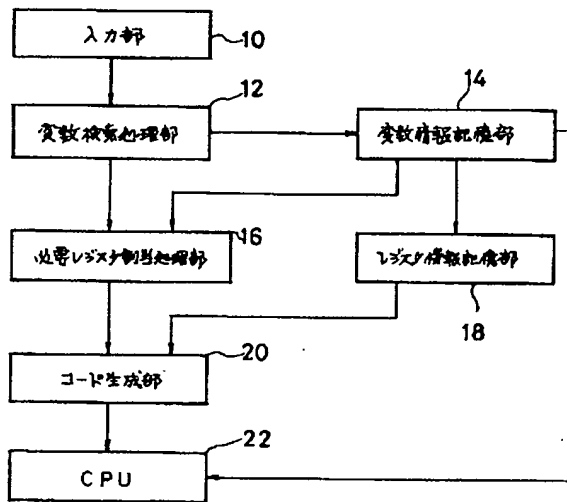 入力部
10
12
14
変数検索処理部
変数情報記憶部
16
必要レジスタ割当処理部
レジスタ情報記憶部
18
20
コード生成部
22
CPU